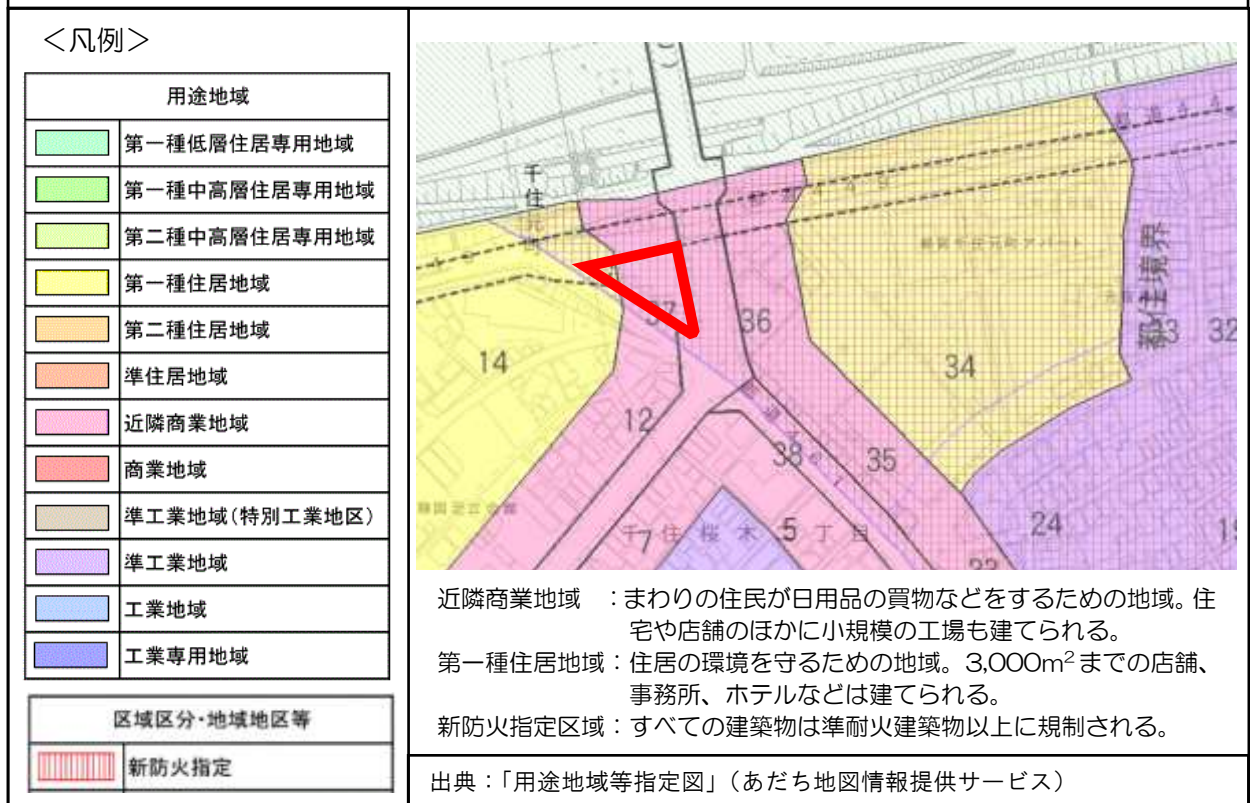 <凡例>
用途地域
第一種低層住居専用地域
第一種中高層住居専用地域
第二種中高層住居専用地域
第一種住居地域
第二種住居地域
準住居地域
近隣商業地域
商業地域
準工業地域(特別工業地区)
準工業地域
工業地域
工業専用地域
区域区分・地域地区等
新防火指定
千住
都住境界
14
37
36
34
32
12
38
35
24
7
5
千住桜木
丁目
近隣商業地域 :まわりの住民が日用品の買物などをするための地域。住
宅や店舗のほかに小規模の工場も建てられる。
第一種住居地域:住居の環境を守るための地域。3,000m²までの店舗、
事務所、ホテルなどは建てられる。
新防火指定区域:すべての建築物は準耐火建築物以上に規制される。
出典:「用途地域等指定図」(あだち地図情報提供サービス)